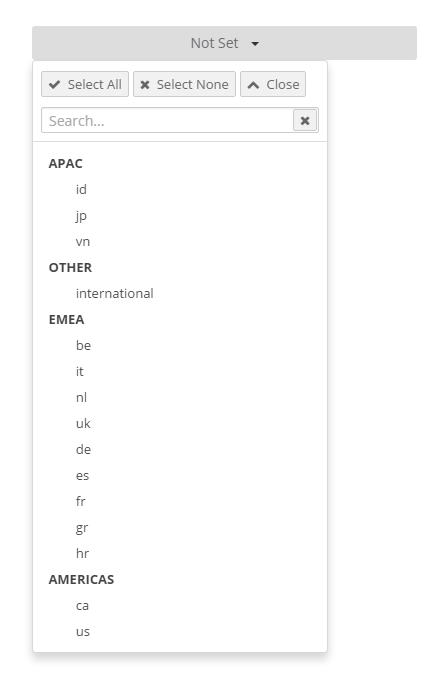 Not Set
Select All Select None Close
Search...
APAC
id
jp
vn
OTHER
international
EMEA
be
it
nl
uk
de
es
fr
gr
hr
AMERICAS
ca
us